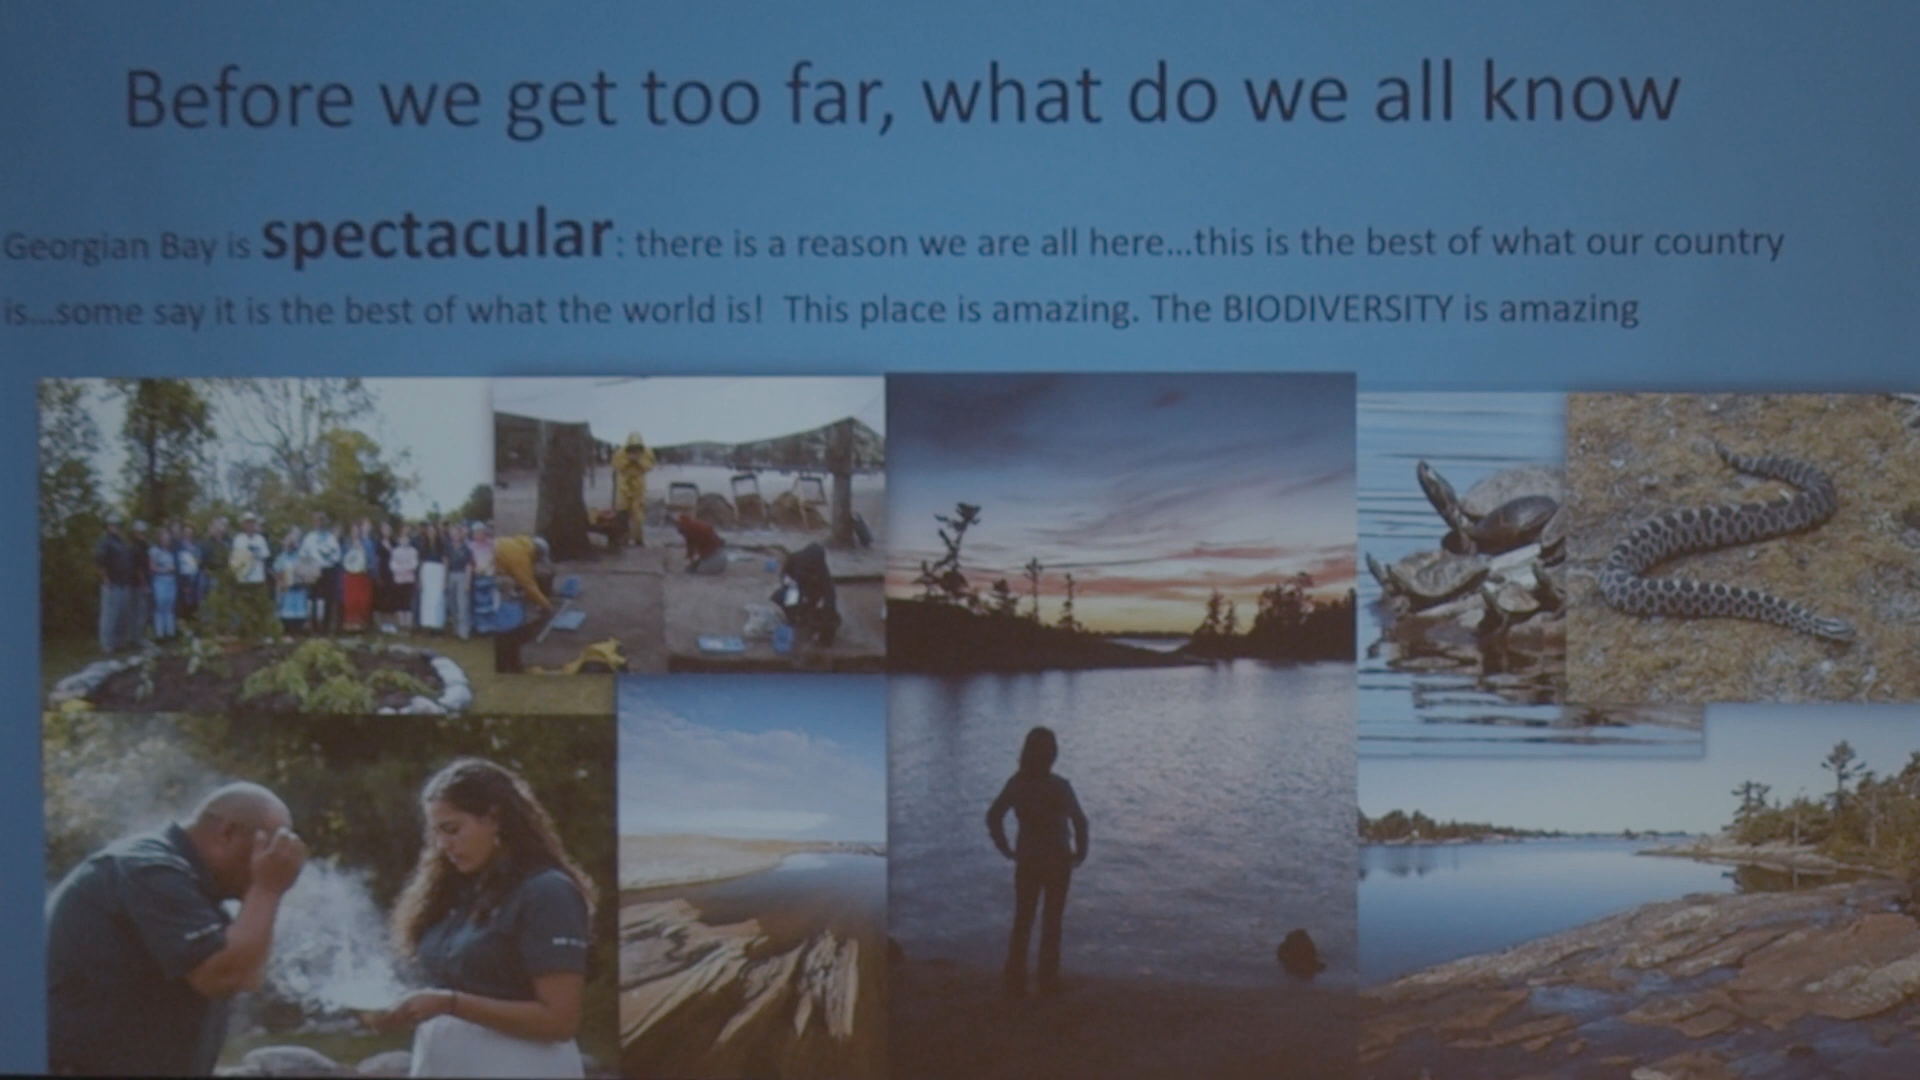 Before we get too far, what do we all know
Georgian Bay is spectacular: there is a reason we are all here...this is the best of what our country
is...some say it is the best of what the world is!  This place is amazing. The BIODIVERSITY is amazing